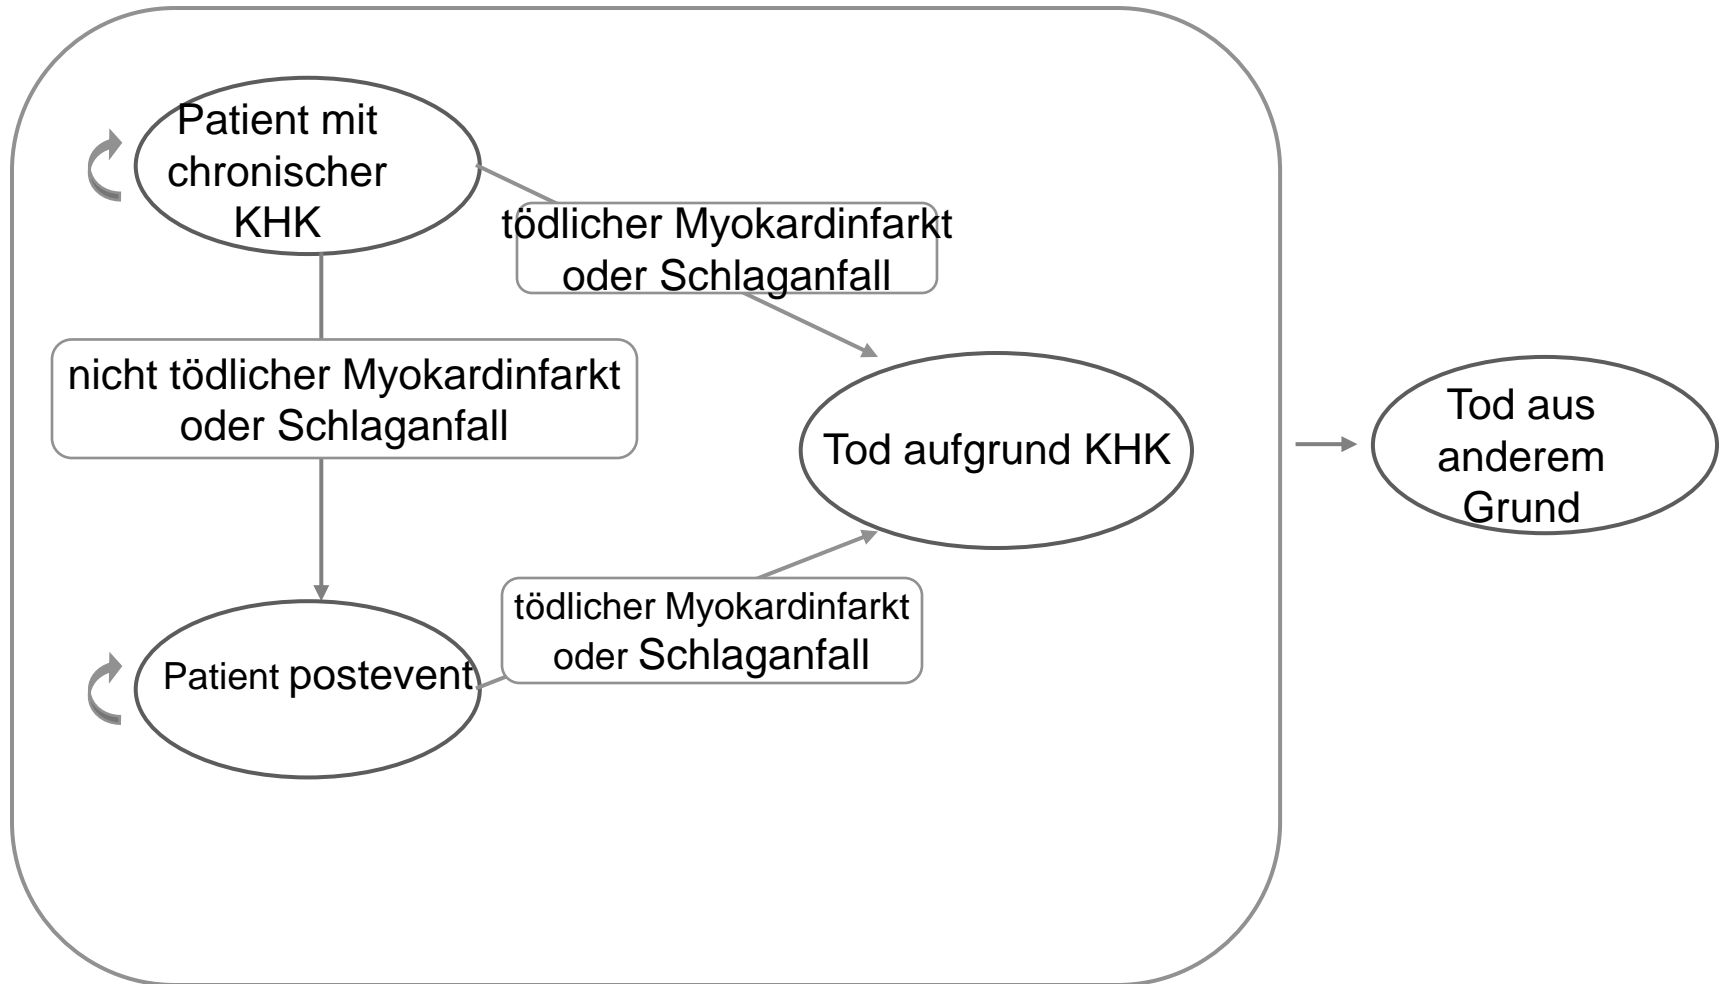 Patient mit
chronischer
KHK
tödlicher Myokardinfarkt
oder Schlaganfall
nicht tödlicher Myokardinfarkt
oder Schlaganfall
Tod aufgrund KHK
Tod aus
anderem
Grund
tödlicher Myokardinfarkt
oder Schlaganfall
Patient postevent